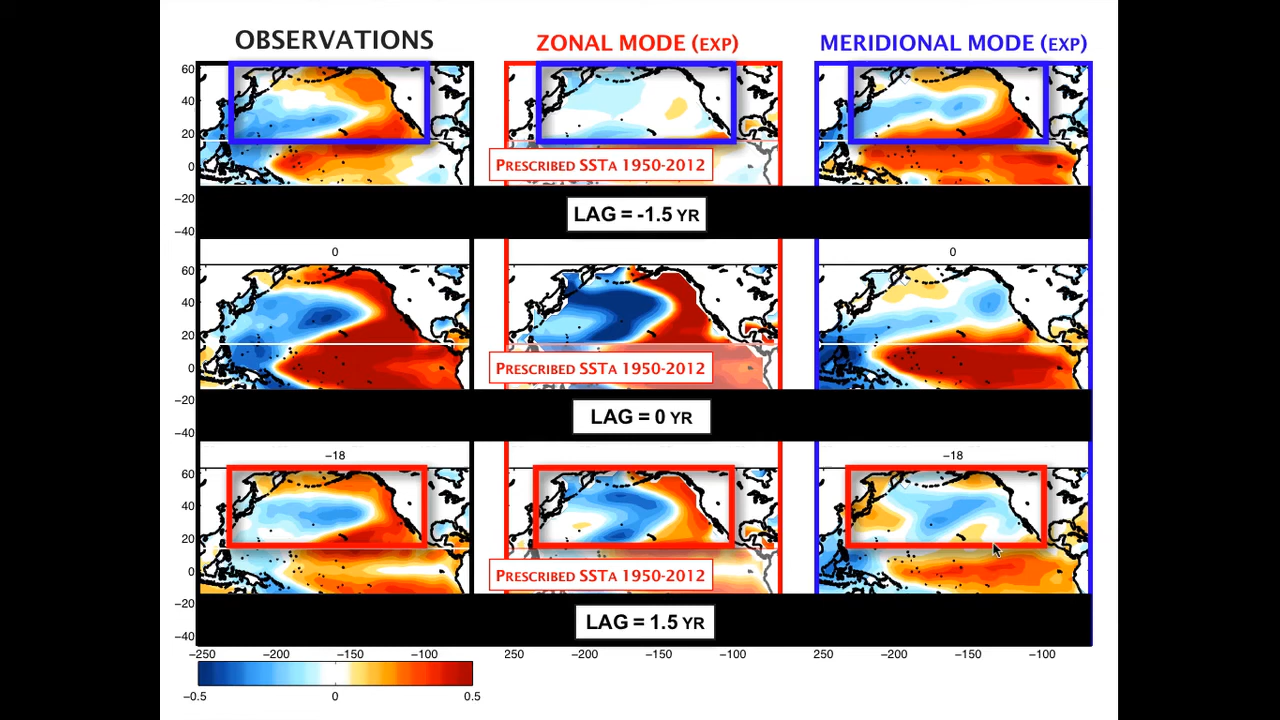 OBSERVATIONS
ZONAL MODE (EXP)
MERIDIONAL MODE (EXP)
60
40
20
0
−20
−40
PRESCRIBED SSTA 1950-2012
LAG = -1.5 YR
0
0
60
40
20
0
−20
−40
PRESCRIBED SSTA 1950-2012
LAG = 0 YR
−18
−18
60
40
20
0
−20
−40
PRESCRIBED SSTA 1950-2012
LAG = 1.5 YR
−250 −200 −150 −100 250 −200 −150 −100 250 −200 −150 −100
−0.5 0 0.5